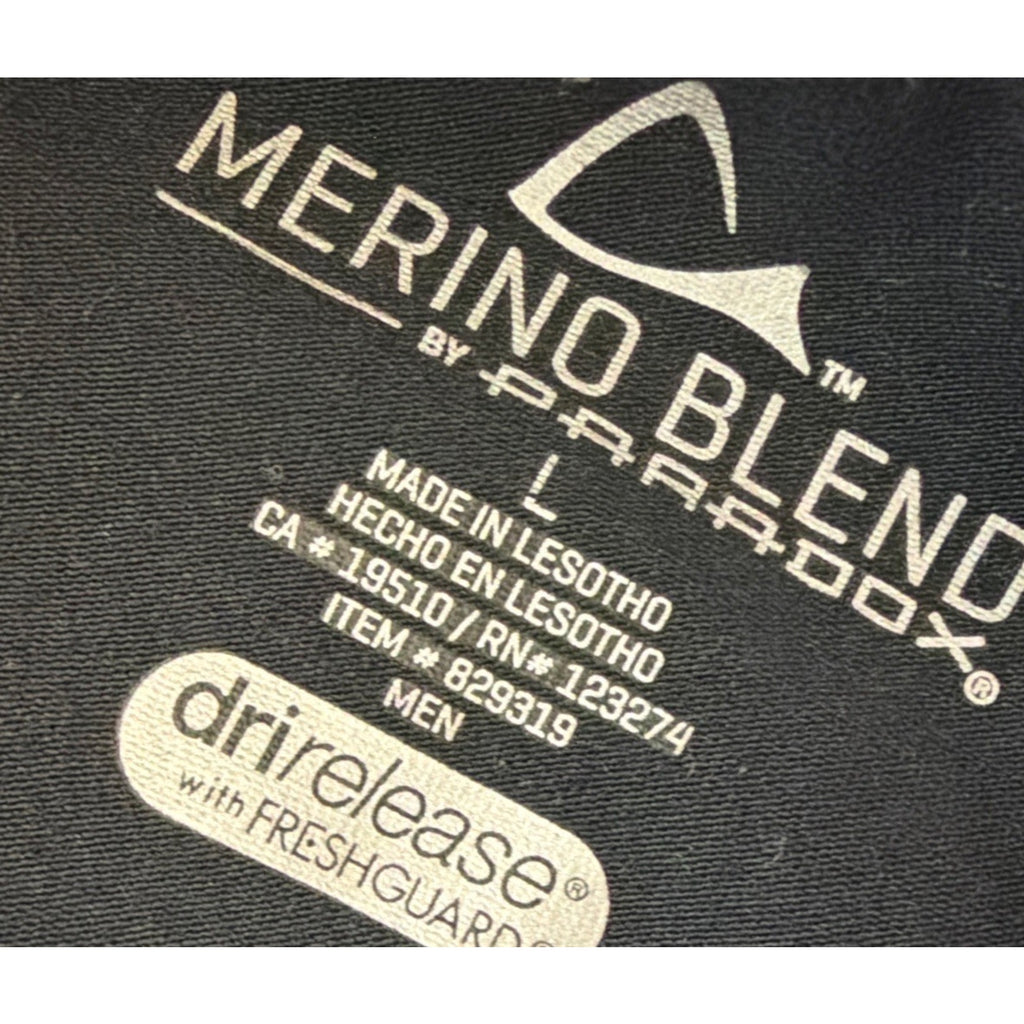 MERINO BLEND™
BY PARADOX®
L
MADE IN LESOTHO
HECHO EN LESOTHO
CA # 19510 / RN# 123274
ITEM # 829319
MEN
drirelease®
with FRESHGUARD®